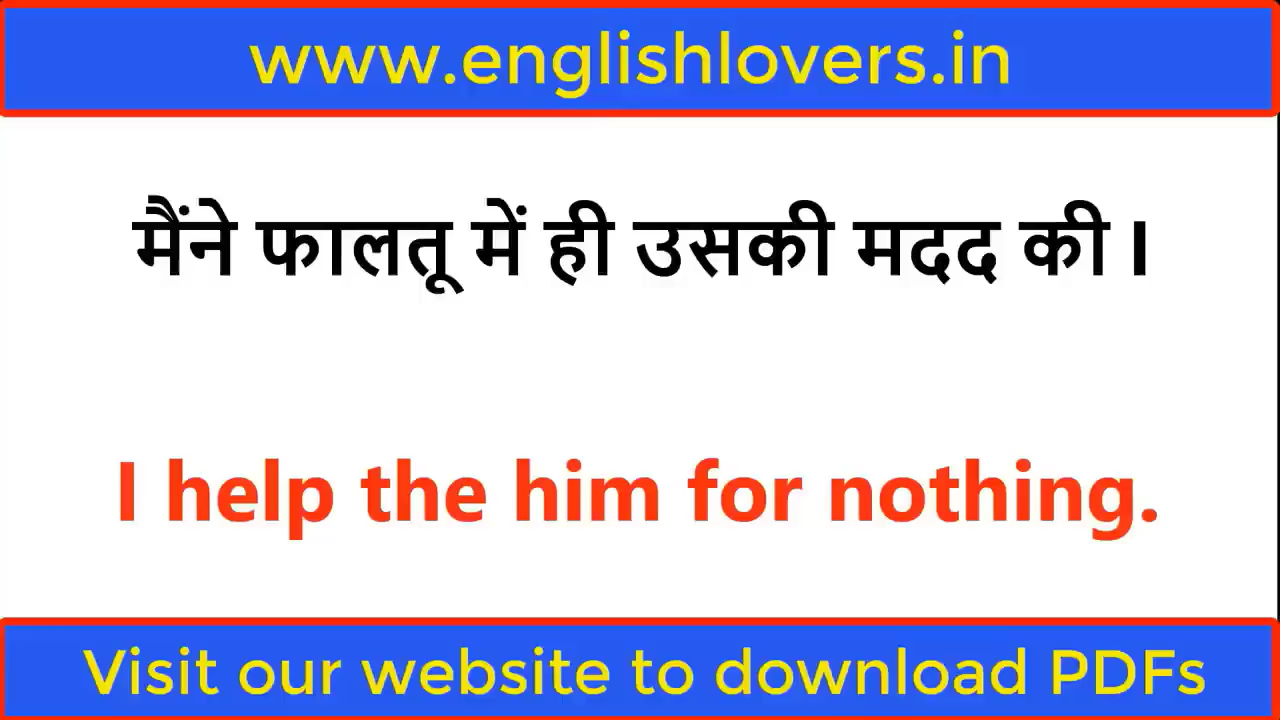 www.englishlovers.in
मैंने फालतू में ही उसकी मदद की ।
I help the him for nothing.
Visit our website to download PDFs